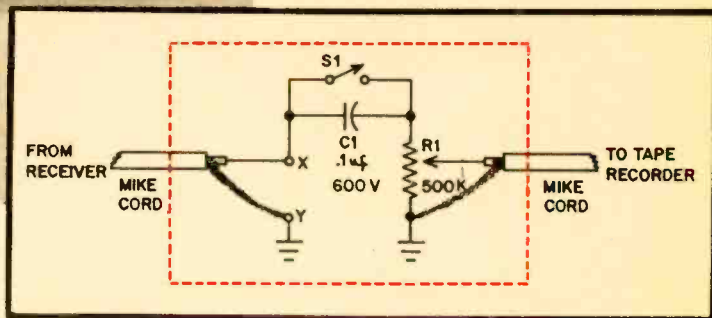 S1
C1
.1uf
600V
R1
500K
X
Y
FROM
RECEIVER
MIKE
CORD
TO TAPE
RECORDER
MIKE
CORD